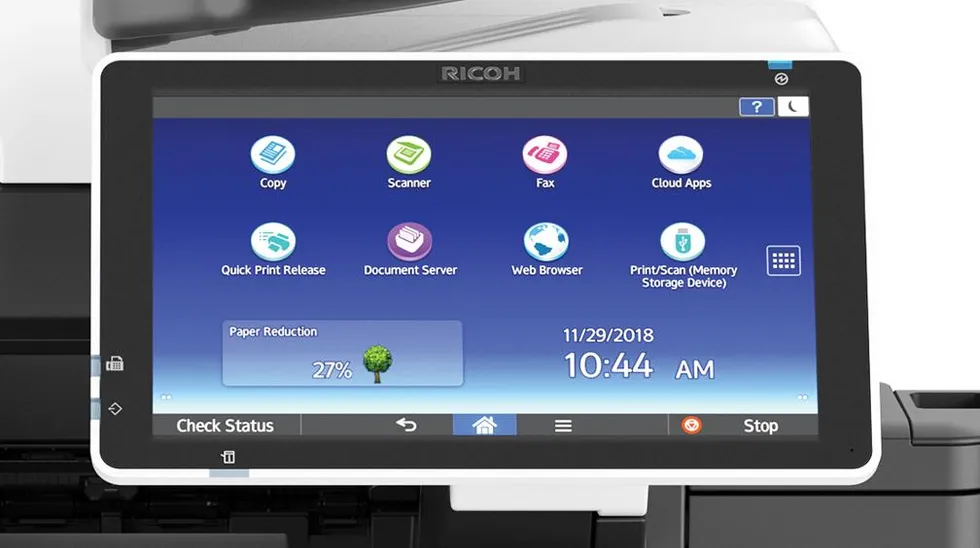 RICOH
?
Copy
Scanner
Fax
Cloud Apps
Quick Print Release
Document Server
Web Browser
Print/Scan (Memory
Storage Device)
Paper Reduction
27%
11/29/2018
10:44 AM
Check Status
Stop